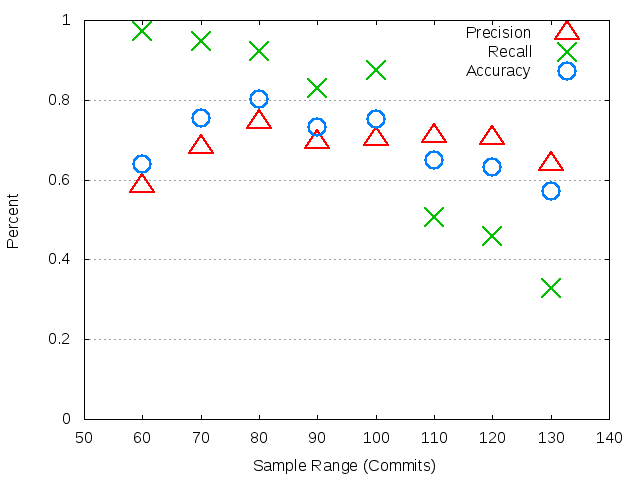 Precision
Recall
Accuracy
1
0.8
0.6
0.4
0.2
0
Percent
50 60 70 80 90 100 110 120 130 140
Sample Range (Commits)